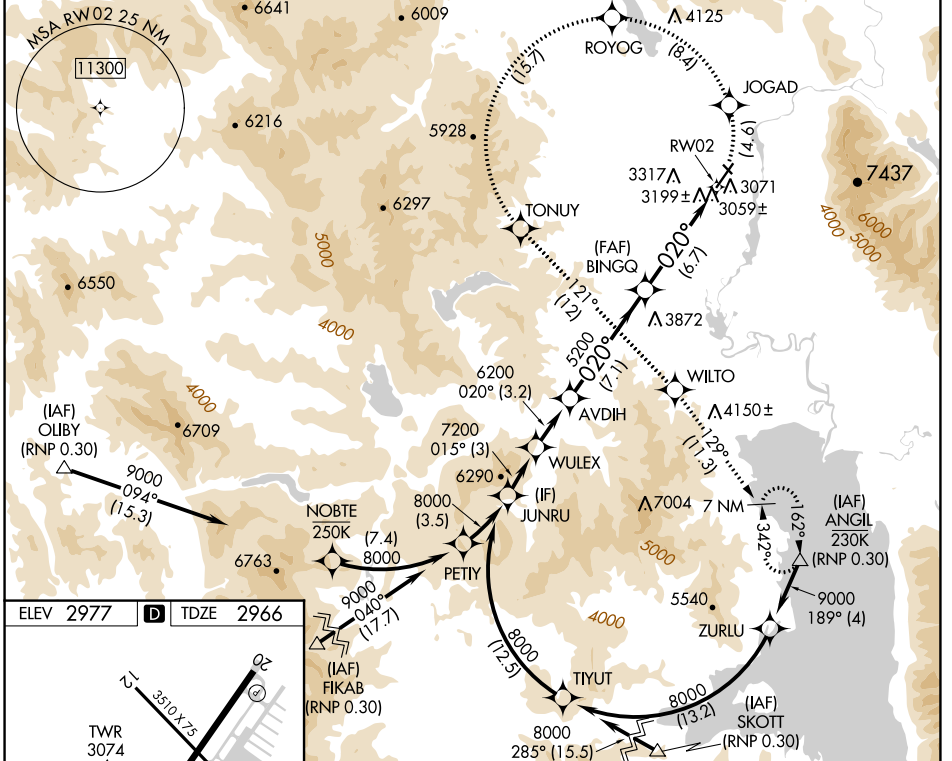 6641
6009
4125
MSA RW02 25 NM
11300
ROYOG
(15.7)
(8.4)
JOGAD
6216
5928
(4.6)
RW02
3317
3071
3199±
3059±
7437
6297
TONUY
4000
6000
5000
5000
(FAF)
BINGQ
020°
(6.7)
6550
121°
(12)
3872
4000
5200
020°
(7.1)
6200
020° (3.2)
WILTO
4000
AVDIH
4150±
(IAF)
OLIBY
(RNP 0.30)
6709
7200
015° (3)
129°
(11.3)
WULEX
6290
9000
094°
(15.3)
8000
(3.5)
(IF)
JUNRU
7004
7 NM
162°
342°
(IAF)
ANGIL
230K
(RNP 0.30)
NOBTE
250K
(7.4)
8000
5000
6763
PETIY
9000
040°
(17.7)
9000
189° (4)
5540
4000
ZURLU
ELEV 2977
D
TDZE 2966
8000
(12.5)
(IAF)
FIKAB
(RNP 0.30)
TIYUT
8000
(13.2)
(IAF)
SKOTT
(RNP 0.30)
8000
285° (15.5)
20
P
12
3510 X 75
TWR
3074